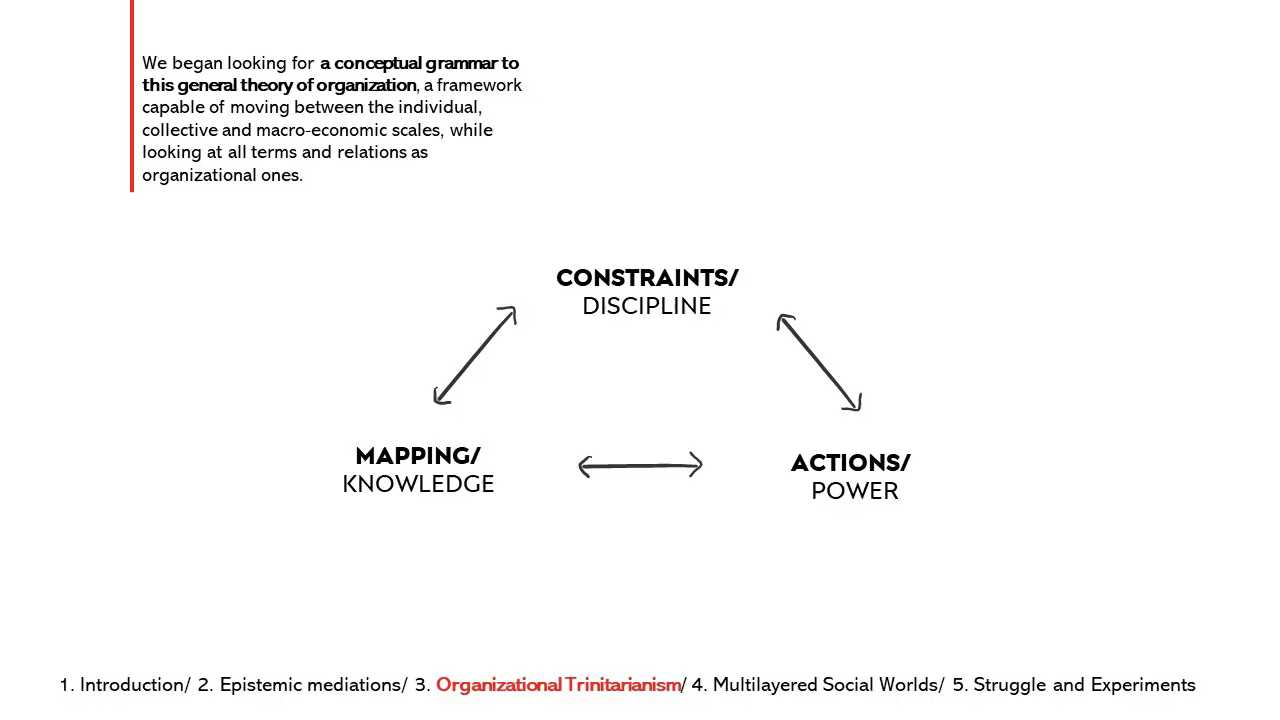 We began looking for a conceptual grammar to
this general theory of organization, a framework
capable of moving between the individual,
collective and macro-economic scales, while
looking at all terms and relations as
organizational ones.
CONSTRAINTS/
DISCIPLINE
MAPPING/
KNOWLEDGE
ACTIONS/
POWER
1. Introduction/ 2. Epistemic mediations/ 3. Organizational Trinitarianism/ 4. Multilayered Social Worlds/ 5. Struggle and Experiments